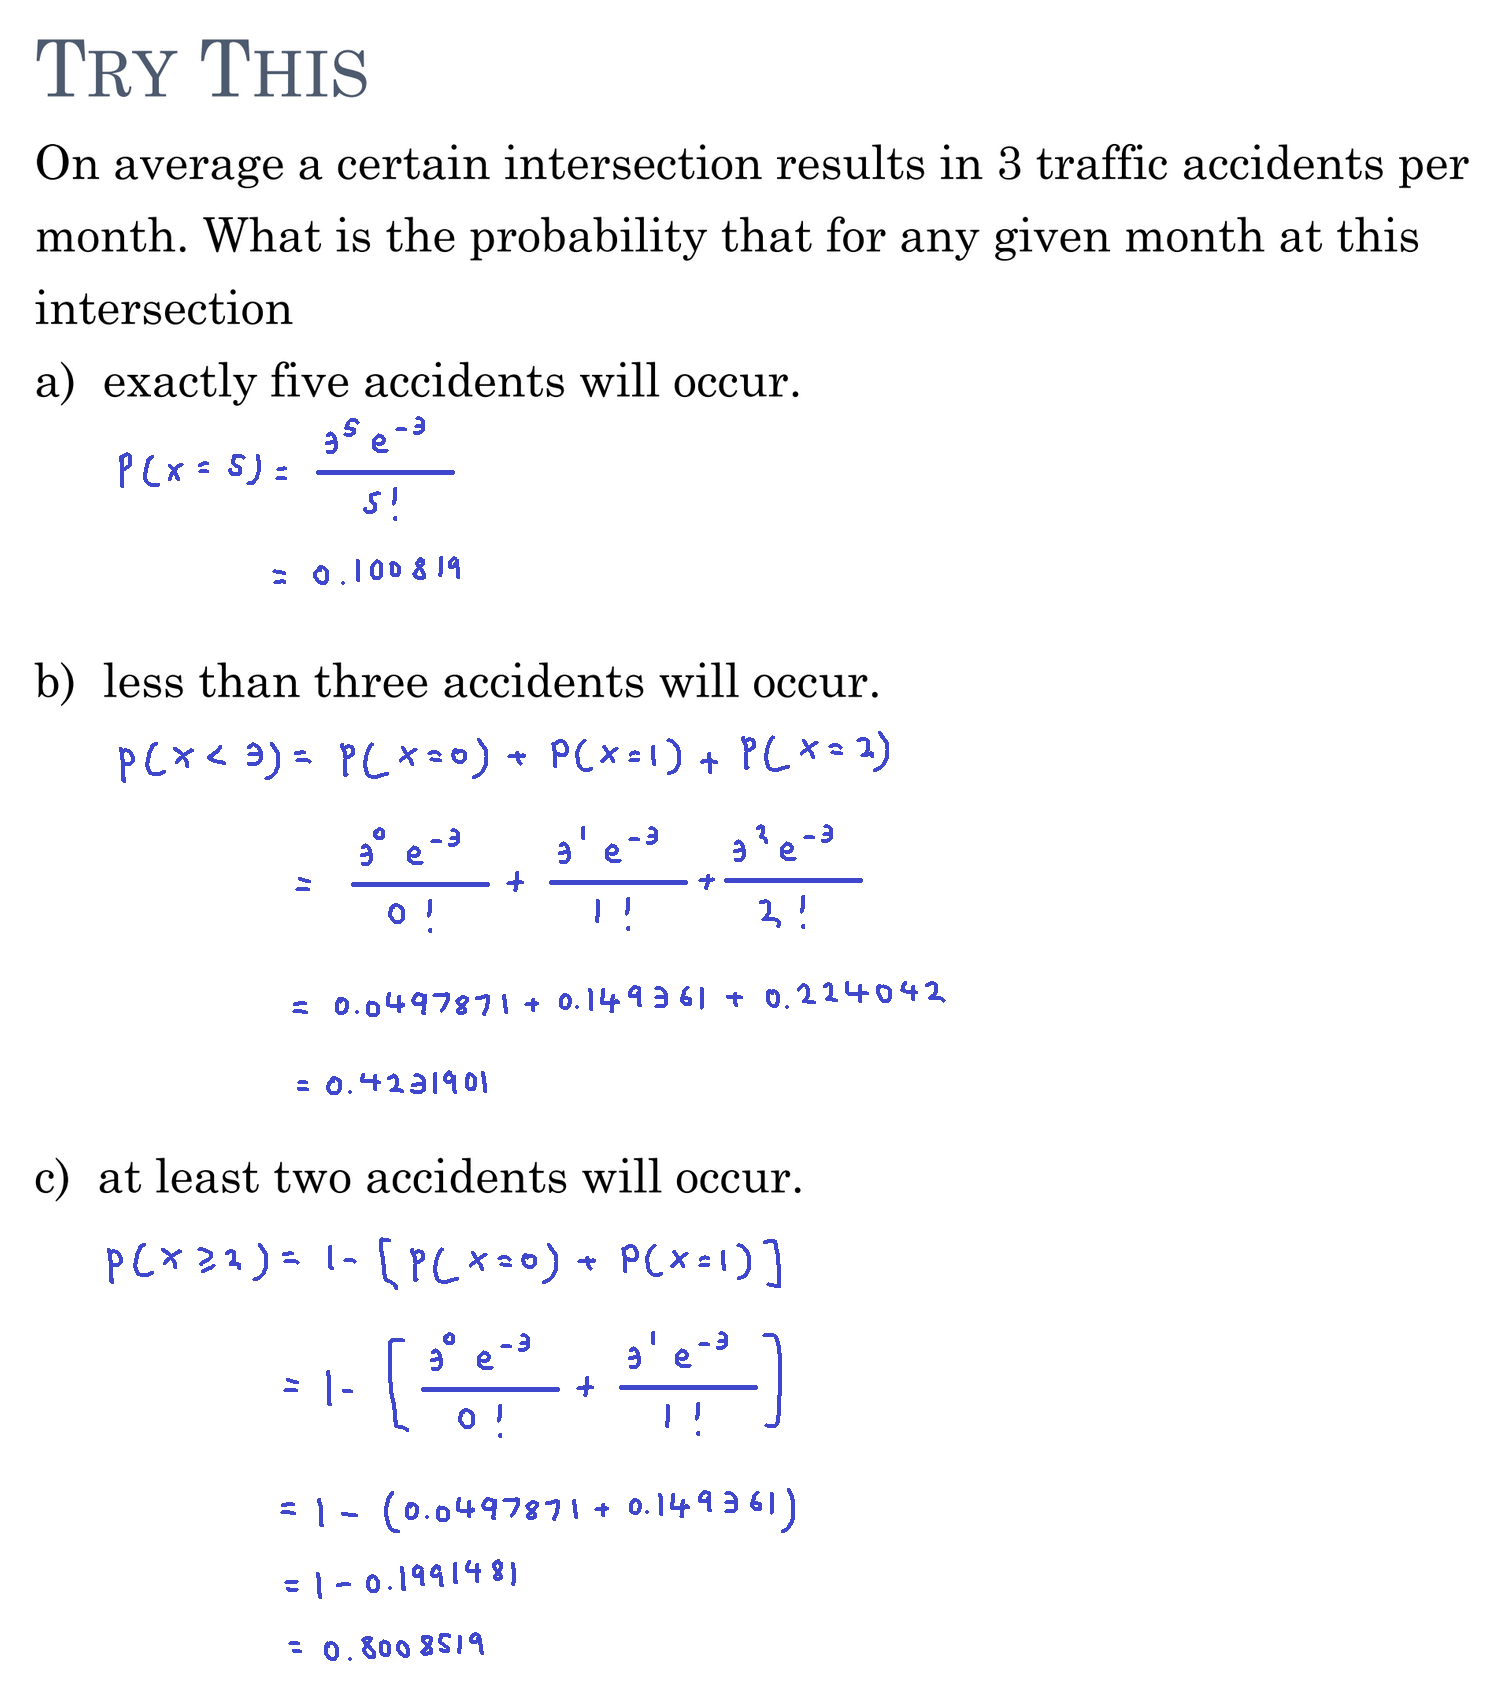 TRY THIS
On average a certain intersection results in 3 traffic accidents per
month. What is the probability that for any given month at this
intersection
a) exactly five accidents will occur.
P(x = 5) = \frac{3^5 e^{-3}}{5!}
= 0.100819
b) less than three accidents will occur.
P(x < 3) = P(x=0) + P(x=1) + P(x=2)
= \frac{3^0 e^{-3}}{0!} + \frac{3^1 e^{-3}}{1!} + \frac{3^2 e^{-3}}{2!}
= 0.0497871 + 0.149361 + 0.224042
= 0.4231901
c) at least two accidents will occur.
P(x ≥ 2) = 1 - [P(x=0) + P(x=1)]
= 1 - [\frac{3^0 e^{-3}}{0!} + \frac{3^1 e^{-3}}{1!}]
= 1 - (0.0497871 + 0.149361)
= 1 - 0.1991481
= 0.8008519